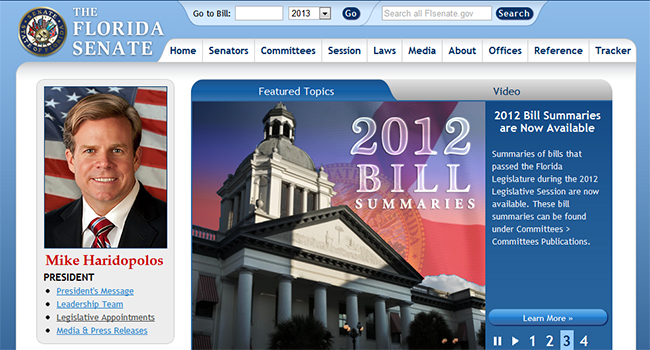 THE
FLORIDA
SENATE
Go to Bill: 2013 Go Search all Flsenate.gov Search
Home Senators Committees Session Laws Media About Offices Reference Tracker
Featured Topics Video
2012
BILL
SUMMARIES
2012 Bill Summaries
are Now Available
Summaries of bills that
passed the Florida
Legislature during the 2012
Legislative Session are now
available. These bill
summaries can be found
under Committees >
Committees Publications.
Learn More »
1 2 3 4
Mike Haridopolos
PRESIDENT
President's Message
Leadership Team
Legislative Appointments
Media & Press Releases